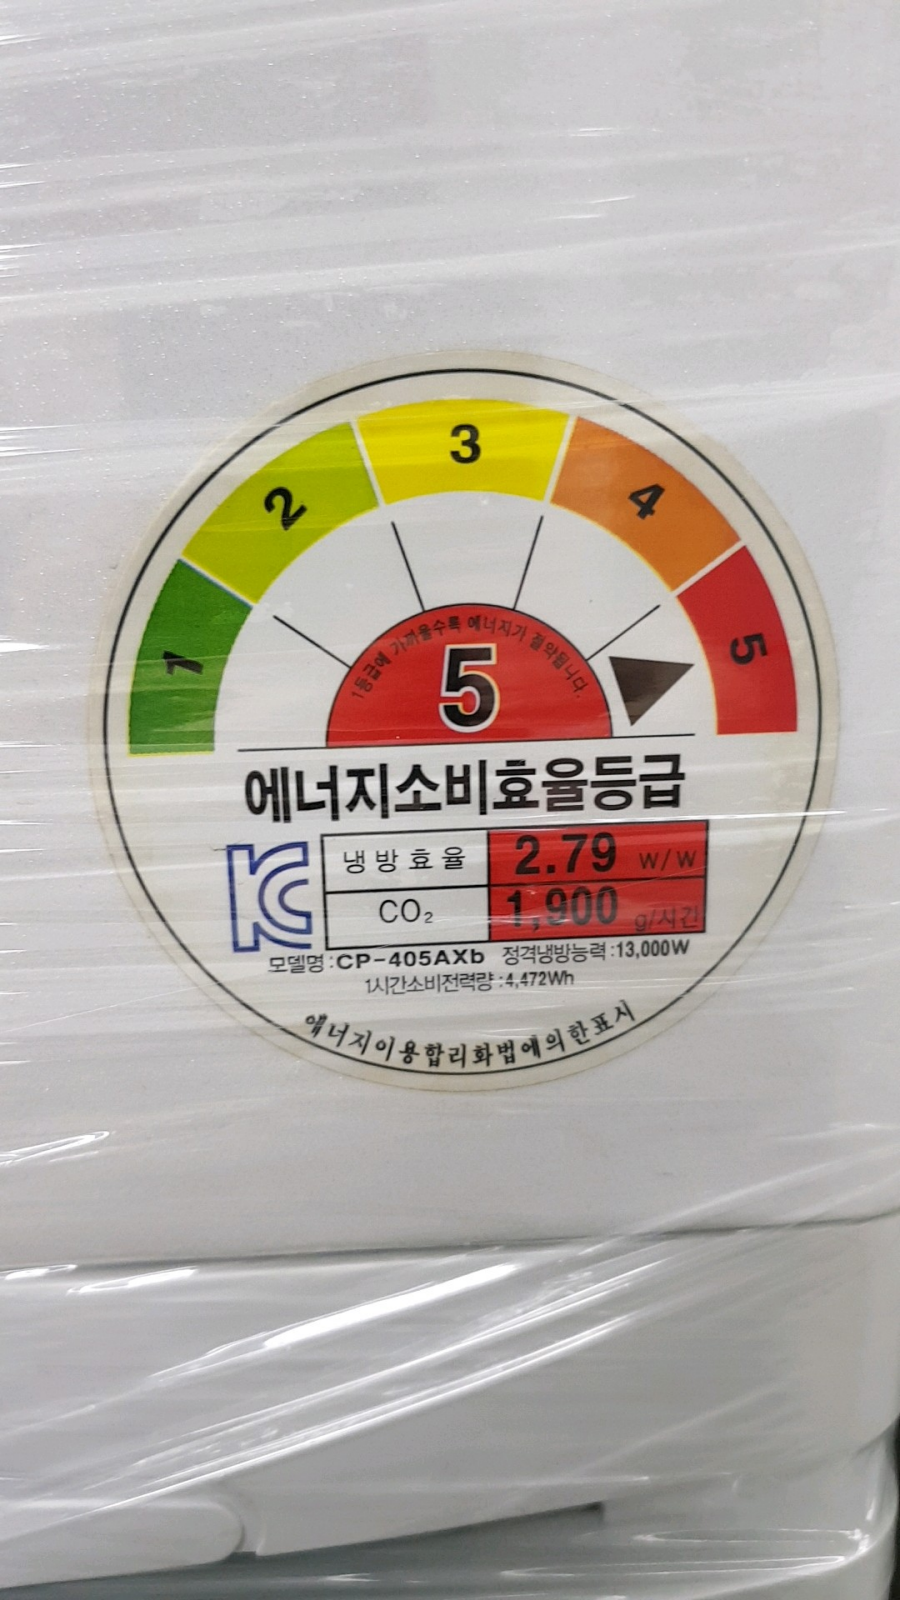 1
2
3
4
5
1등급에 가까울수록 에너지가 절약됩니다.
5
에너지소비효율등급
KC
냉방효율 2.79 w/w
CO₂ 1,900 g/시간
모델명:CP-405AXb 정격냉방능력:13,000W
1시간소비전력량:4,472Wh
에너지이용합리화법에의한표시